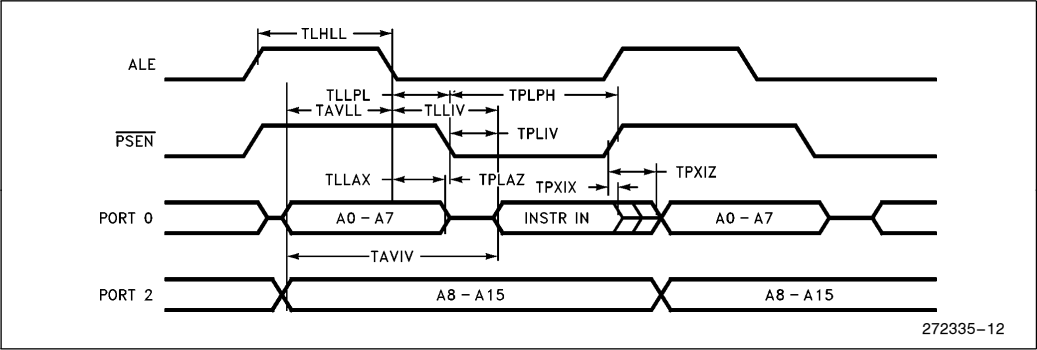 TLHLL
ALE
TLLPL
TPLPH
TAVLL
TLLIV
PSEN
TPLIV
TLLAX
TPLAZ
TPXIX
TPXIZ
PORT 0
A0 – A7
INSTR IN
A0 – A7
TAVIV
PORT 2
A8 – A15
A8 – A15
272335–12